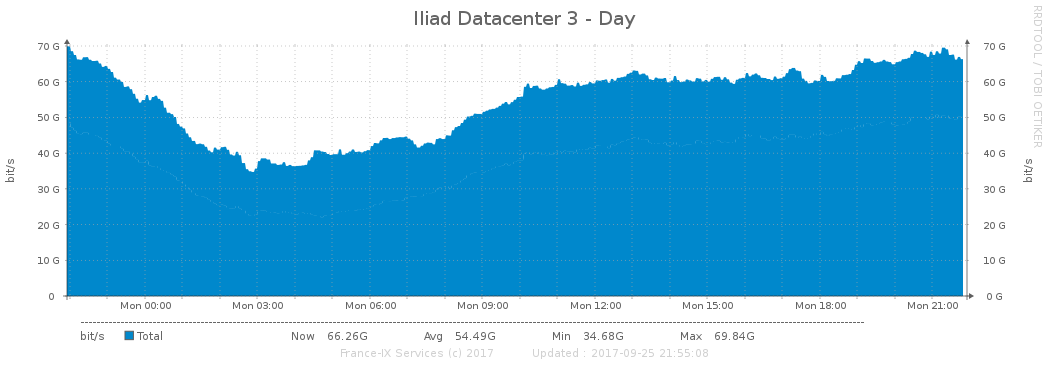 Iliad Datacenter 3 - Day
RRDTOOL / TOBI OETIKER
bit/s
70 G 70 G
60 G 60 G
50 G 50 G
40 G 40 G
30 G 30 G
20 G 20 G
10 G 10 G
0 0 G
bit/s
Mon 00:00 Mon 03:00 Mon 06:00 Mon 09:00 Mon 12:00 Mon 15:00 Mon 18:00 Mon 21:00
bit/s Total Now 66.26G Avg 54.49G Min 34.68G Max 69.84G
France-IX Services (c) 2017 Updated : 2017-09-25 21:55:08